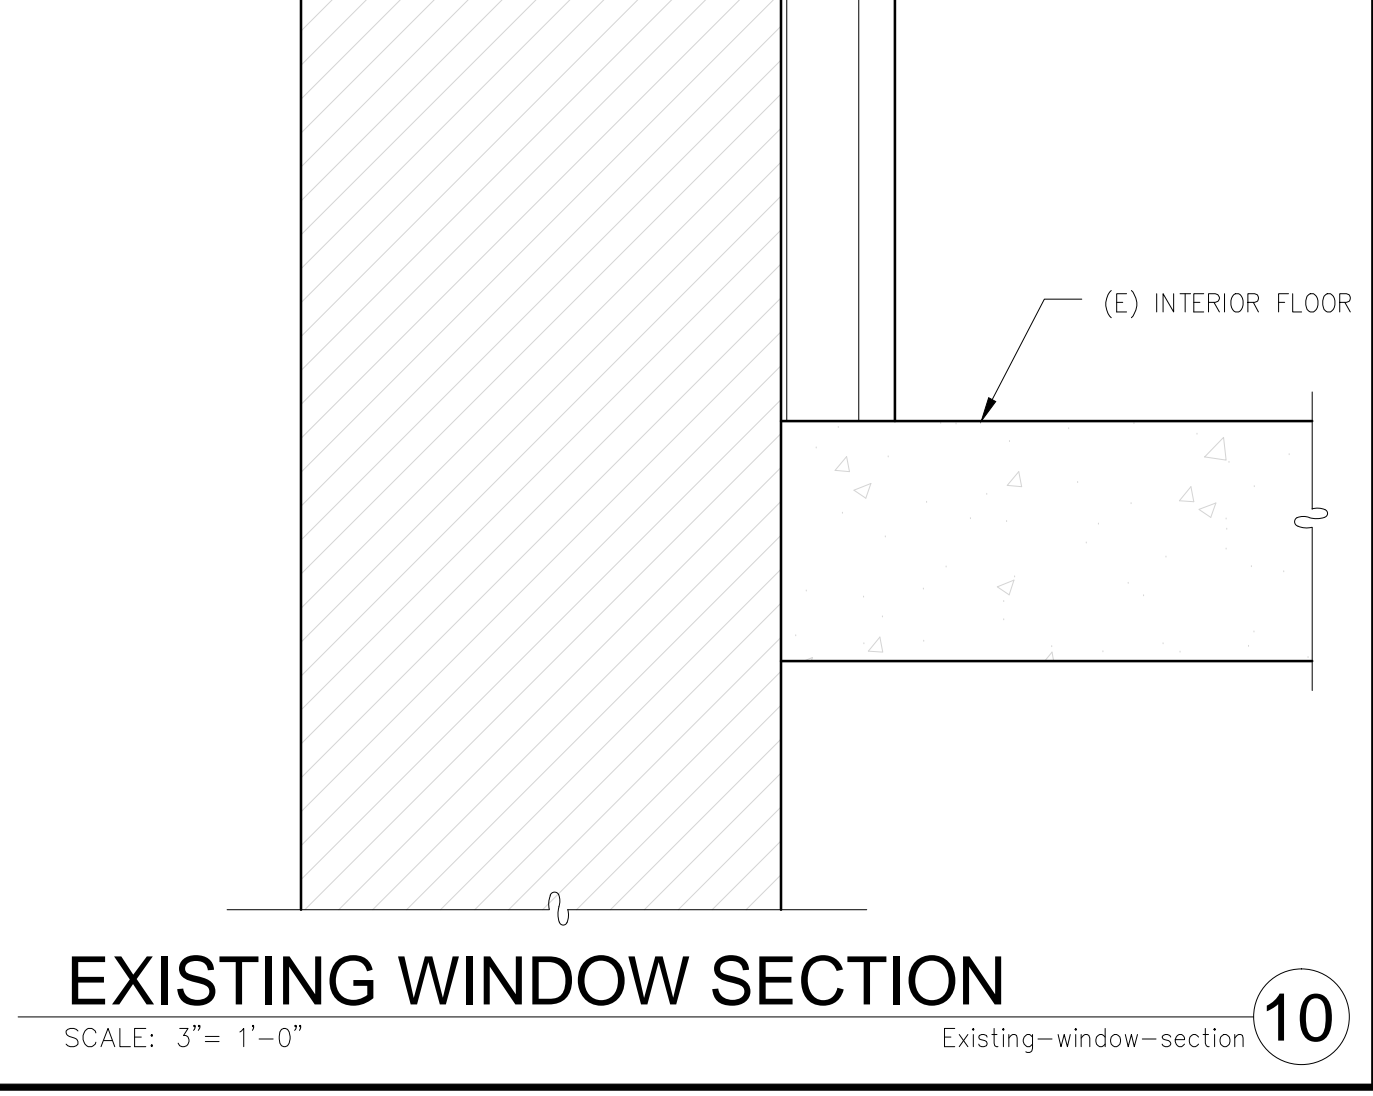 (E) INTERIOR FLOOR
EXISTING WINDOW SECTION
10
SCALE: 3"= 1'-0"
Existing-window-section